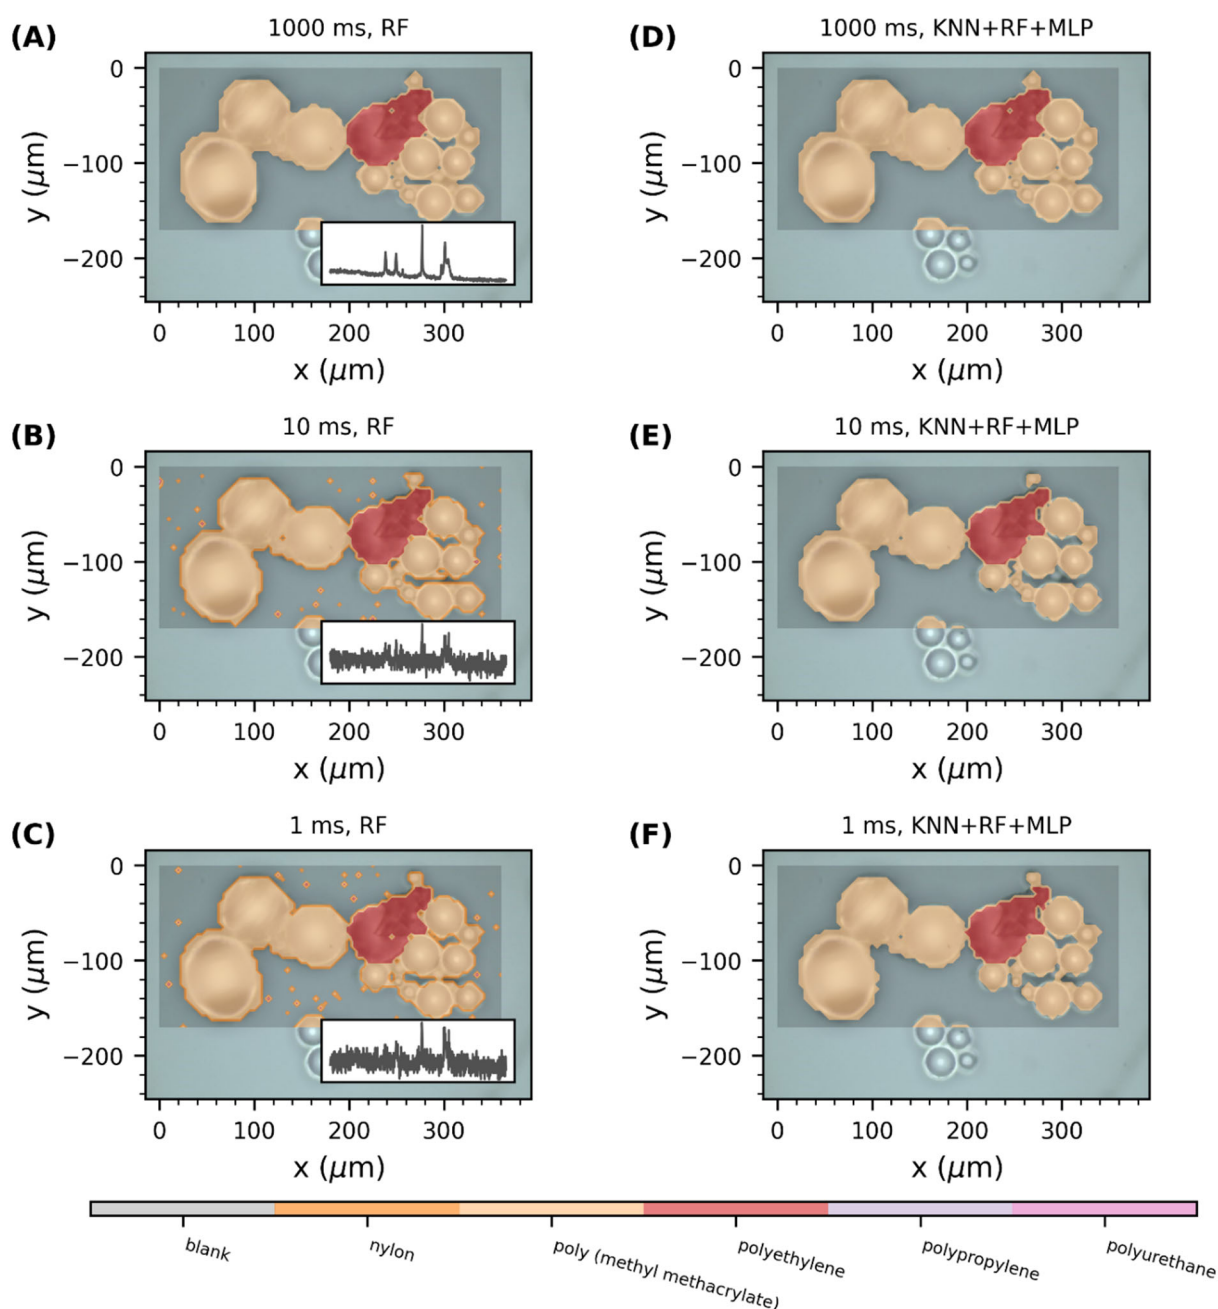 (A)
1000 ms, RF
0
−100
−200
y (μm)
0 100 200 300
x (μm)
(D)
1000 ms, KNN+RF+MLP
0
−100
−200
y (μm)
0 100 200 300
x (μm)
(B)
10 ms, RF
0
−100
−200
y (μm)
0 100 200 300
x (μm)
(E)
10 ms, KNN+RF+MLP
0
−100
−200
y (μm)
0 100 200 300
x (μm)
(C)
1 ms, RF
0
−100
−200
y (μm)
0 100 200 300
x (μm)
(F)
1 ms, KNN+RF+MLP
0
−100
−200
y (μm)
0 100 200 300
x (μm)
blank
nylon
poly (methyl methacrylate)
polyethylene
polypropylene
polyurethane